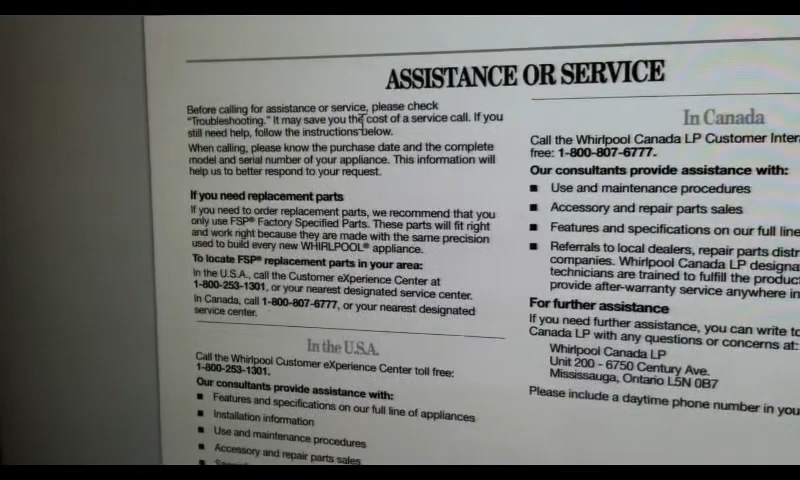 ASSISTANCE OR SERVICE
Before calling for assistance or service, please check
"Troubleshooting." It may save you the cost of a service call. If you
still need help, follow the instructions below.
When calling, please know the purchase date and the complete
model and serial number of your appliance. This information will
help us to better respond to your request.
If you need replacement parts
If you need to order replacement parts, we recommend that you
only use FSP® Factory Specified Parts. These parts will fit right
and work right because they are made with the same precision
used to build every new WHIRLPOOL® appliance.
To locate FSP® replacement parts in your area:
In the U.S.A., call the Customer eXperience Center at
1-800-253-1301, or your nearest designated service center.
In Canada, call 1-800-807-6777, or your nearest designated
service center.
In the U.S.A.
Call the Whirlpool Customer eXperience Center toll free:
1-800-253-1301.
Our consultants provide assistance with:
■ Features and specifications on our full line of appliances
■ Installation information
■ Use and maintenance procedures
■ Accessory and repair parts sales
In Canada
Call the Whirlpool Canada LP Customer Inter
free: 1-800-807-6777.
Our consultants provide assistance with:
■ Use and maintenance procedures
■ Accessory and repair parts sales
■ Features and specifications on our full line
■ Referrals to local dealers, repair parts distr
companies. Whirlpool Canada LP designa
technicians are trained to fulfill the produc
provide after-warranty service anywhere in
For further assistance
If you need further assistance, you can write to
Canada LP with any questions or concerns at:
Whirlpool Canada LP
Unit 200 - 6750 Century Ave.
Mississauga, Ontario L5N 0B7
Please include a daytime phone number in you